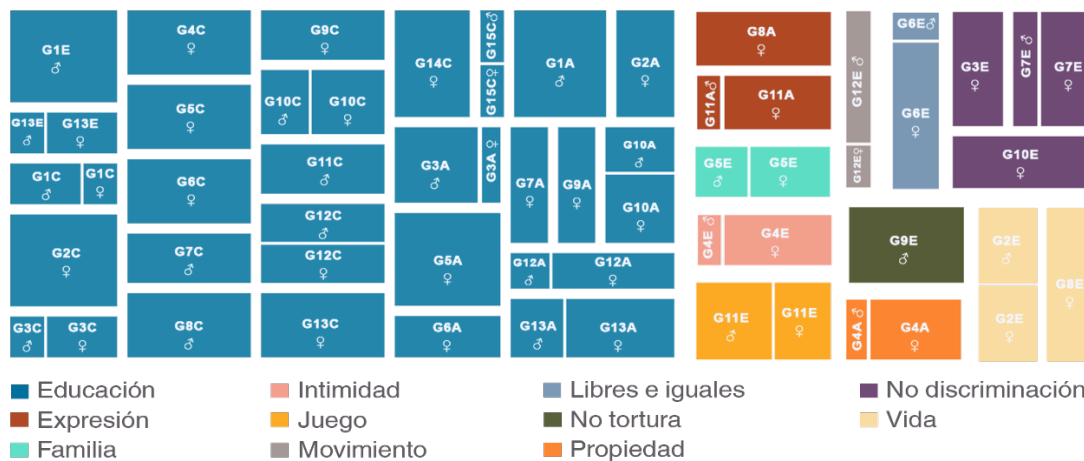 G1E ♂
G4C ♀
G9C ♀
G14C ♀
G15C ♂
G15C ♀
G1A ♂
G2A ♀
G8A ♀
G12E ♂
G12E ♀
G6E ♂
G6E ♀
G3E ♀
G7E ♂
G7E ♀
G5C ♀
G10C ♂
G10C ♀
G11A ♂
G11A ♀
G13E ♂
G13E ♀
G3A ♂
G3A ♀
G7A ♀
G9A ♀
G10A ♂
G10A ♀
G10E ♀
G1C ♂
G1C ♀
G6C ♀
G11C ♂
G5E ♂
G5E ♀
G2C ♀
G12C ♂
G12C ♀
G5A ♀
G4E ♂
G4E ♀
G9E ♂
G2E ♂
G2E ♀
G8E ♀
G7C ♂
G12A ♂
G12A ♀
G3C ♂
G3C ♀
G8C ♂
G13C ♀
G6A ♀
G13A ♂
G13A ♀
G11E ♂
G11E ♀
G4A ♂
G4A ♀
Educación
Intimidad
Libres e iguales
No discriminación
Expresión
Juego
No tortura
Vida
Familia
Movimiento
Propiedad